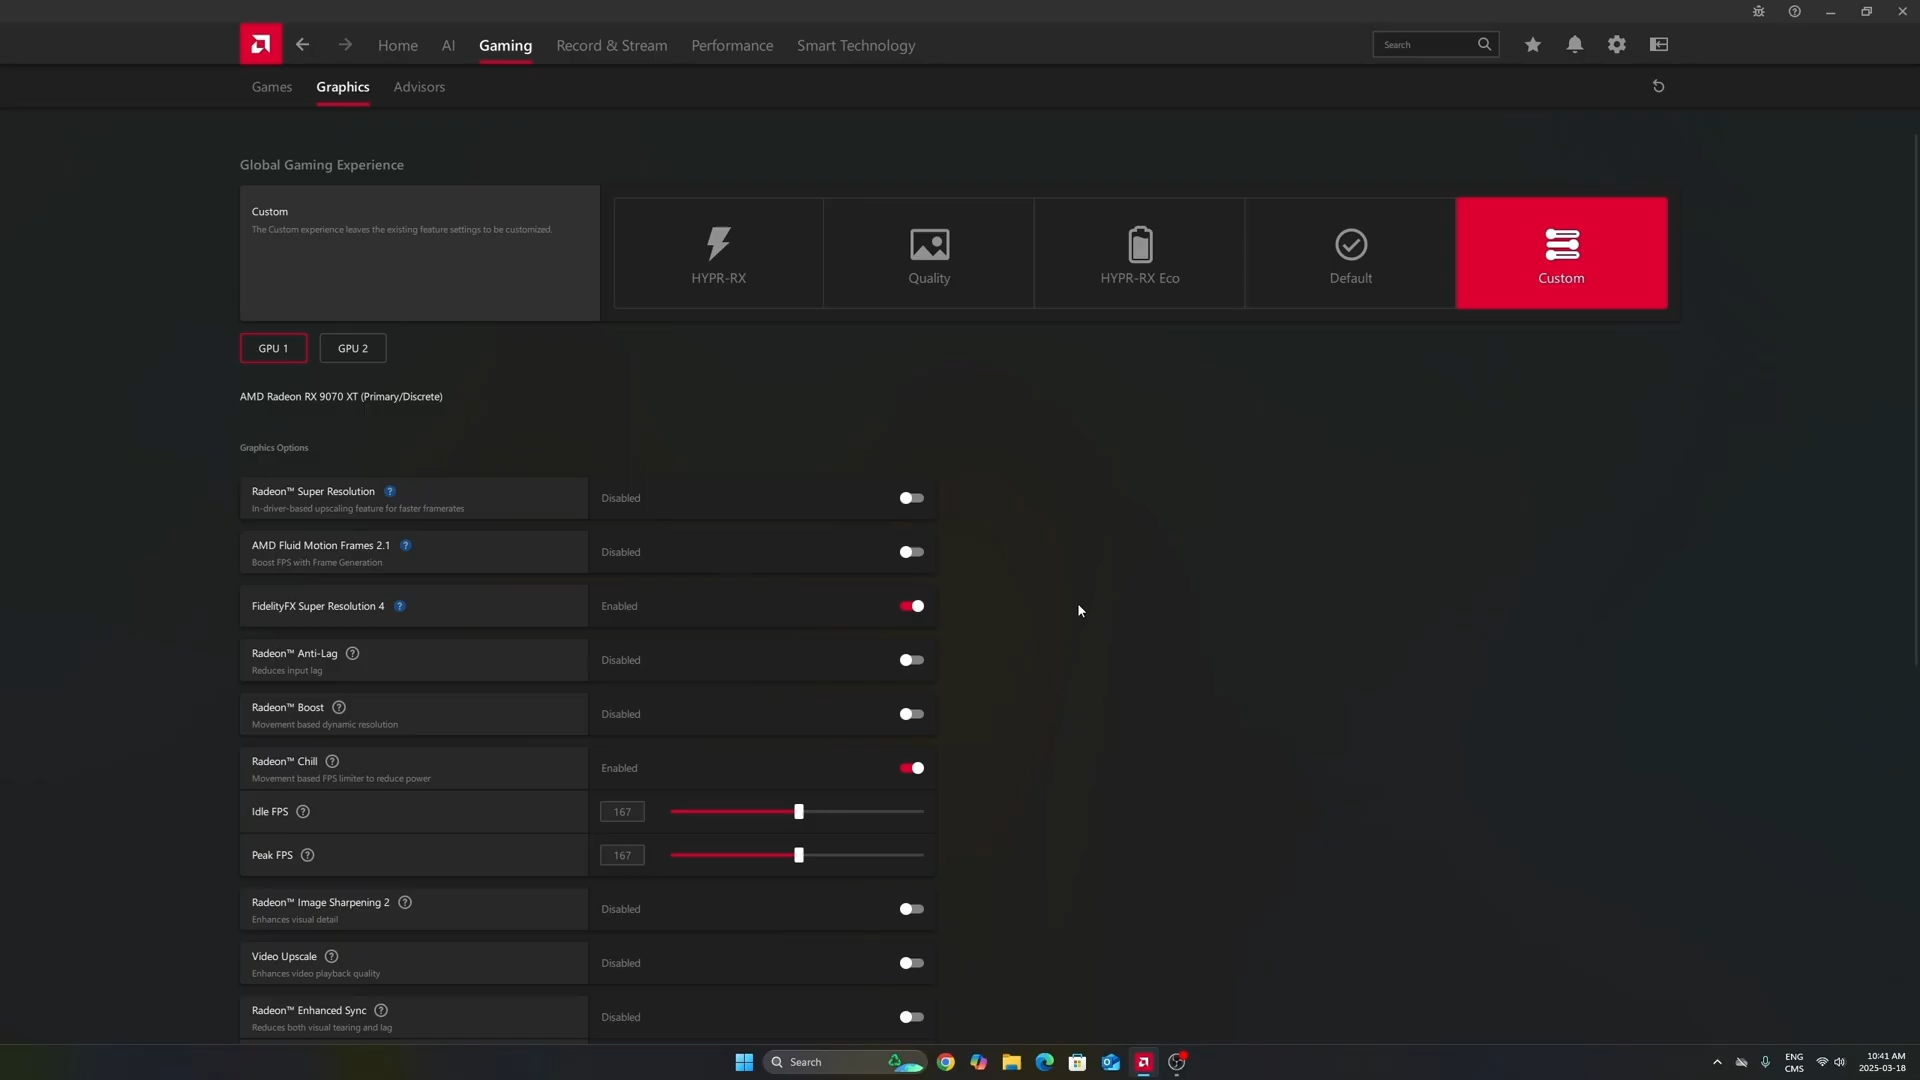 Home AI Gaming Record & Stream Performance Smart Technology Search
Games Graphics Advisors
Global Gaming Experience
Custom
The Custom experience leaves the existing feature settings to be customized.
HYPR-RX
Quality
HYPR-RX Eco
Default
Custom
GPU 1
GPU 2
AMD Radeon RX 9070 XT (Primary/Discrete)
Graphics Options
Radeon™ Super Resolution ?
In-driver-based upscaling feature for faster framerates
Disabled
AMD Fluid Motion Frames 2.1 ?
Boost FPS with Frame Generation
Disabled
FidelityFX Super Resolution 4 ?
Enabled
Radeon™ Anti-Lag ?
Reduces input lag
Disabled
Radeon™ Boost ?
Movement based dynamic resolution
Disabled
Radeon™ Chill ?
Movement based FPS limiter to reduce power
Enabled
Idle FPS ?
167
Peak FPS ?
167
Radeon™ Image Sharpening 2 ?
Enhances visual detail
Disabled
Video Upscale ?
Enhances video playback quality
Disabled
Radeon™ Enhanced Sync ?
Reduces both visual tearing and lag
Disabled
Search
ENG
CMS
10:41 AM
2025-03-18